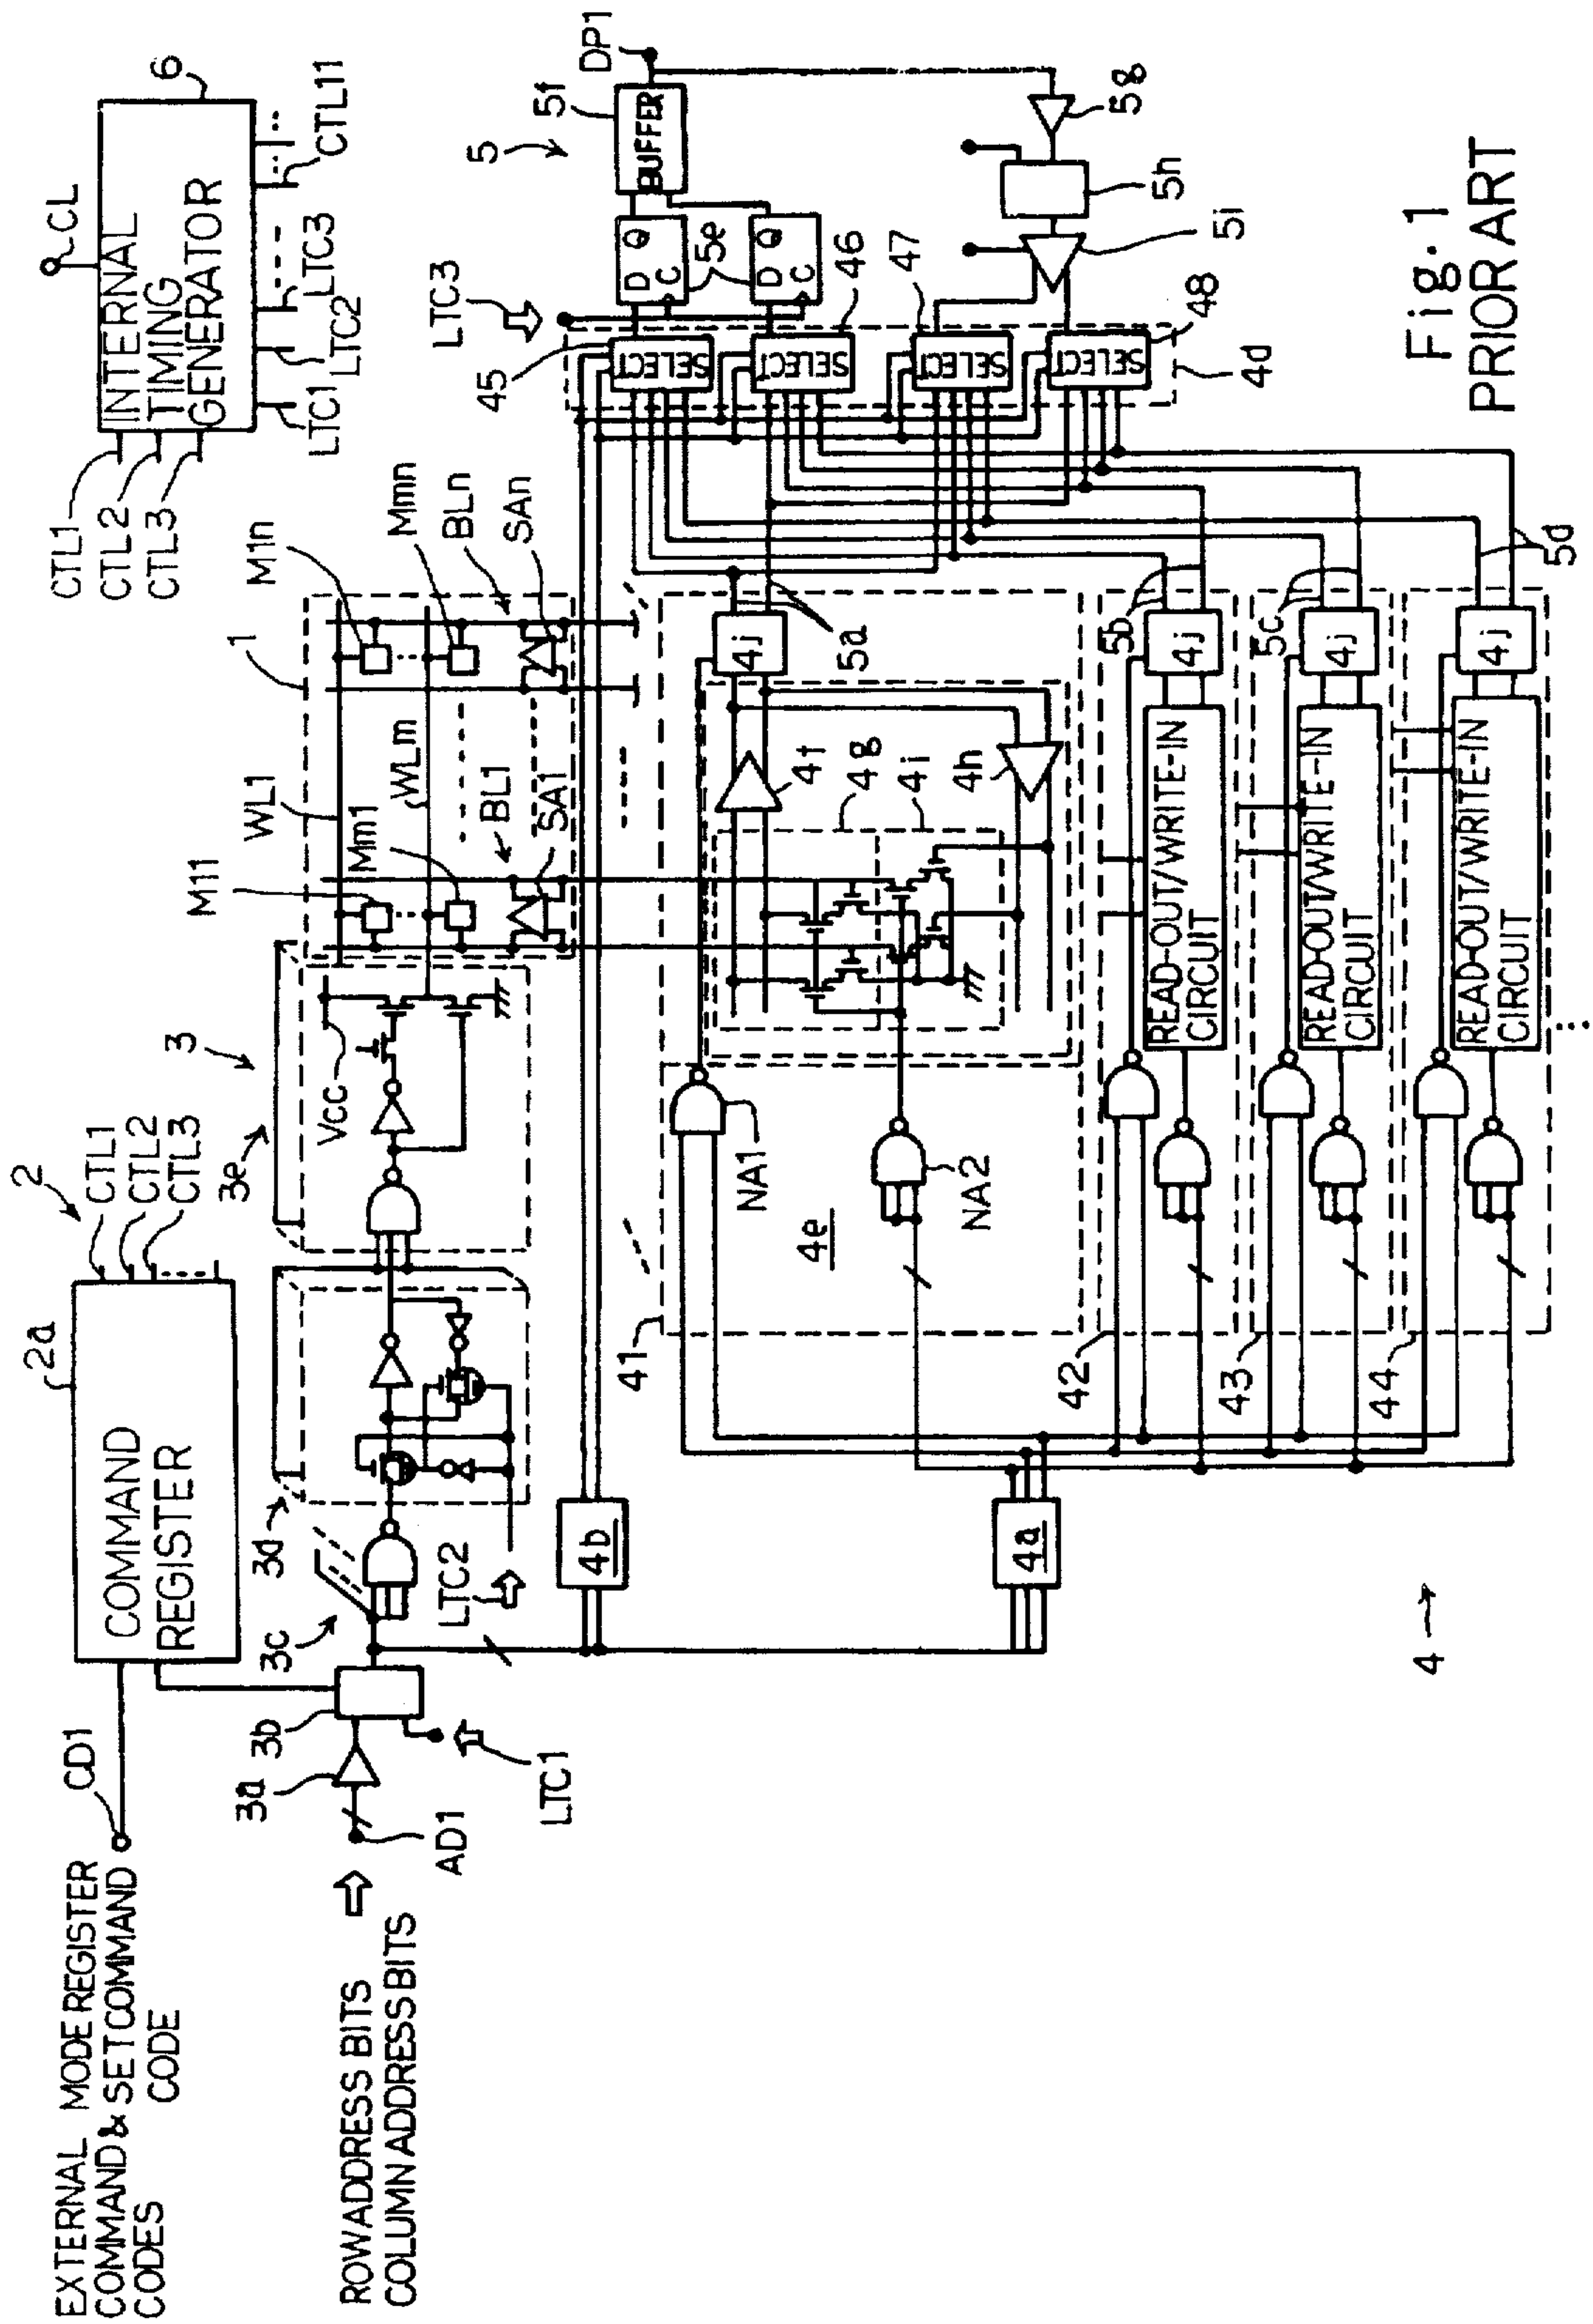 EXTERNAL MODE REGISTER
COMMAND & SET COMMAND
CODES CODE
CD1
ROW ADDRESS BITS
COLUMN ADDRESS BITS
AD1
2a
COMMAND
REGISTER
2
CTL1
CTL2
CTL3
3a
3b
LTC1
3c
3d
LTC2
3e
3
Vcc
M11
WL1
Mm1
WLm
BL1
SA1
1
M1n
Mmn
BLn
SAn
CTL1
CTL2
CTL3
CL
6
INTERNAL
TIMING
GENERATOR
LTC1
LTC2
LTC3
CTL11
4b
4a
4
41
4e
NA1
NA2
4f
4g
4i
4h
4j
5a
42
READ-OUT/WRITE-IN
CIRCUIT
4j
5b
43
READ-OUT/WRITE-IN
CIRCUIT
4j
5c
44
READ-OUT/WRITE-IN
CIRCUIT
4j
5d
LTC3
45
SELECT
46
SELECT
47
SELECT
48
SELECT
4d
5
D Q
C
5e
D Q
C
5f
BUFFER
DP1
5g
5h
5i
Fig. 1
PRIOR ART